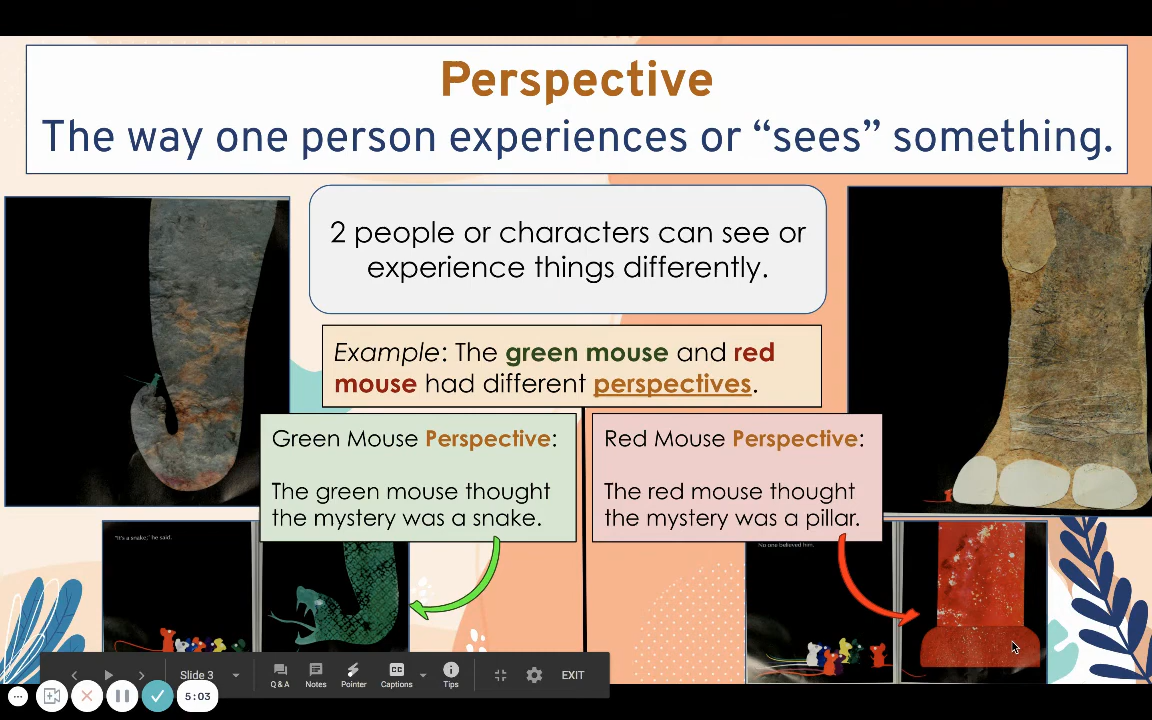 Perspective
The way one person experiences or “sees” something.
2 people or characters can see or
experience things differently.
Example: The green mouse and red
mouse had different perspectives.
Green Mouse Perspective:
The green mouse thought
the mystery was a snake.
Red Mouse Perspective:
The red mouse thought
the mystery was a pillar.
"It's a snake," he said.
No one believed him.
Slide 3
Q & A
Notes
Pointer
CC
Captions
Tips
EXIT
5:03